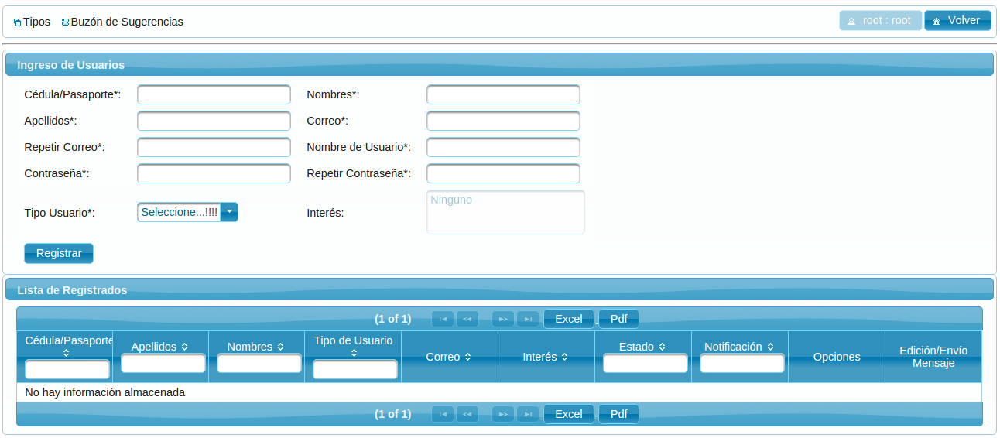 Tipos Buzón de Sugerencias root : root Volver
Ingreso de Usuarios
Cédula/Pasaporte*: Nombres*:
Apellidos*: Correo*:
Repetir Correo*: Nombre de Usuario*:
Contraseña*: Repetir Contraseña*:
Tipo Usuario*: Seleccione...!!!! Interés: Ninguno
Registrar
Lista de Registrados
(1 of 1) Excel Pdf
Cédula/Pasaporte Apellidos Nombres Tipo de Usuario Correo Interés Estado Notificación Opciones Edición/Envío Mensaje
No hay información almacenada
(1 of 1) Excel Pdf